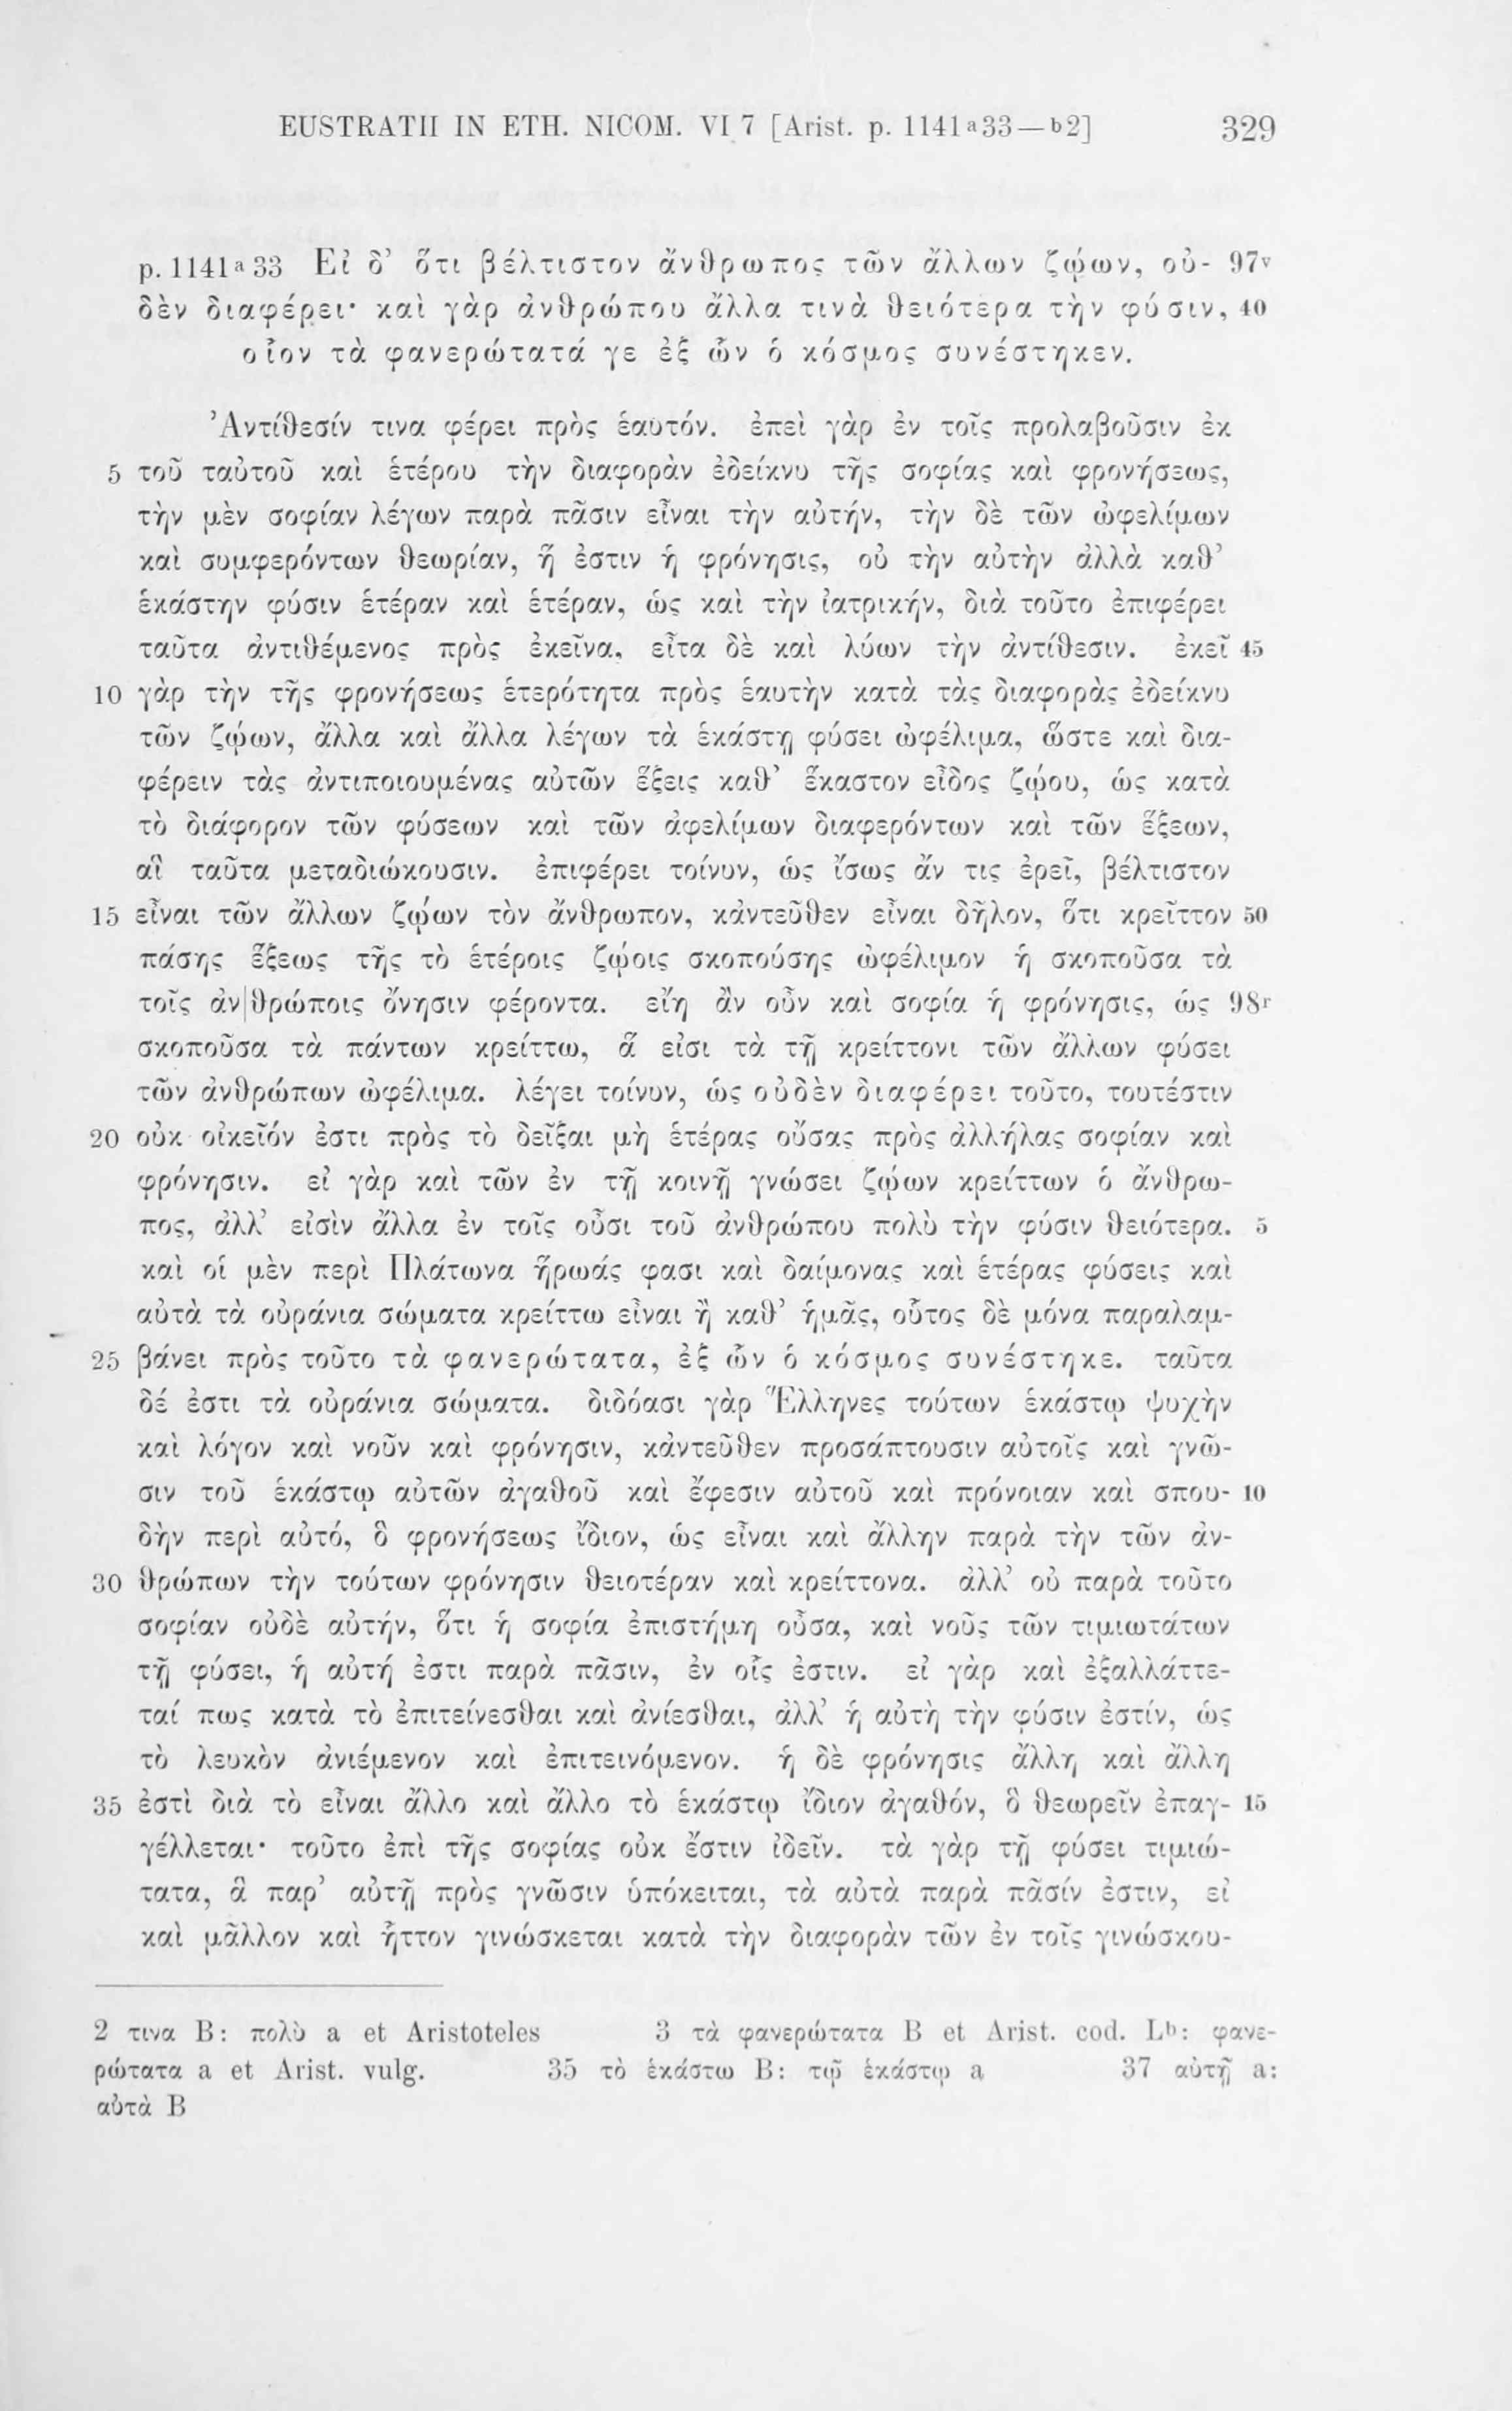 EUSTRATII IN ETH. NICOM. VI 7 [Arist. p. 1141a33—b2] 329
p. 1141a33 Εἰ δ’ ὅτι βέλτιστον ἄνθρωπος τῶν ἄλλων ζῴων, οὐ- 97v
δὲν διαφέρει· καὶ γὰρ ἀνθρώπου ἄλλα τινὰ θειότερα τὴν φύσιν, 40
οἷον τὰ φανερώτατά γε ἐξ ὧν ὁ κόσμος συνέστηκεν.
Ἀντίθεσίν τινα φέρει πρὸς ἑαυτόν. ἐπεὶ γὰρ ἐν τοῖς προλαβοῦσιν ἐκ
5 τοῦ ταὐτοῦ καὶ ἑτέρου τὴν διαφορὰν ἐδείκνυ τῆς σοφίας καὶ φρονήσεως,
τὴν μὲν σοφίαν λέγων παρὰ πᾶσιν εἶναι τὴν αὐτήν, τὴν δὲ τῶν ὠφελίμων
καὶ συμφερόντων θεωρίαν, ἥ ἐστιν ἡ φρόνησις, οὐ τὴν αὐτὴν ἀλλὰ καθ’
ἑκάστην φύσιν ἑτέραν καὶ ἑτέραν, ὡς καὶ τὴν ἰατρικήν, διὰ τοῦτο ἐπιφέρει
ταῦτα ἀντιθέμενος πρὸς ἐκεῖνα, εἶτα δὲ καὶ λύων τὴν ἀντίθεσιν. ἐκεῖ 45
10 γὰρ τὴν τῆς φρονήσεως ἑτερότητα πρὸς ἑαυτὴν κατὰ τὰς διαφορὰς ἐδείκνυ
τῶν ζῴων, ἄλλα καὶ ἄλλα λέγων τὰ ἑκάστῃ φύσει ὠφέλιμα, ὥστε καὶ δια-
φέρειν τὰς ἀντιποιουμένας αὐτῶν ἕξεις καθ’ ἕκαστον εἶδος ζῴου, ὡς κατὰ
τὸ διάφορον τῶν φύσεων καὶ τῶν ἀφελίμων διαφερόντων καὶ τῶν ἕξεων,
αἳ ταῦτα μεταδιώκουσιν. ἐπιφέρει τοίνυν, ὡς ἴσως ἄν τις ἐρεῖ, βέλτιστον
15 εἶναι τῶν ἄλλων ζῴων τὸν ἄνθρωπον, κἀντεῦθεν εἶναι δῆλον, ὅτι κρεῖττον 50
πάσης ἕξεως τῆς τὸ ἑτέροις ζῴοις σκοπούσης ὠφέλιμον ἡ σκοποῦσα τὰ
τοῖς ἀν|θρώποις ὄνησιν φέροντα. εἴη ἂν οὖν καὶ σοφία ἡ φρόνησις, ὡς 98r
σκοποῦσα τὰ πάντων κρείττω, ἅ εἰσι τὰ τῇ κρείττονι τῶν ἄλλων φύσει
τῶν ἀνθρώπων ὠφέλιμα. λέγει τοίνυν, ὡς οὐδὲν διαφέρει τοῦτο, τουτέστιν
20 οὐκ οἰκεῖόν ἐστι πρὸς τὸ δεῖξαι μὴ ἑτέρας οὔσας πρὸς ἀλλήλας σοφίαν καὶ
φρόνησιν. εἰ γὰρ καὶ τῶν ἐν τῇ κοινῇ γνώσει ζῴων κρείττων ὁ ἄνθρω-
πος, ἀλλ’ εἰσὶν ἄλλα ἐν τοῖς οὖσι τοῦ ἀνθρώπου πολὺ τὴν φύσιν θειότερα. 5
καὶ οἱ μὲν περὶ Πλάτωνα ἥρωάς φασι καὶ δαίμονας καὶ ἑτέρας φύσεις καὶ
αὐτὰ τὰ οὐράνια σώματα κρείττω εἶναι ἢ καθ’ ἡμᾶς, οὗτος δὲ μόνα παραλαμ-
25 βάνει πρὸς τοῦτο τὰ φανερώτατα, ἐξ ὧν ὁ κόσμος συνέστηκε. ταῦτα
δέ ἐστι τὰ οὐράνια σώματα. διδόασι γὰρ Ἕλληνες τούτων ἑκάστῳ ψυχὴν
καὶ λόγον καὶ νοῦν καὶ φρόνησιν, κἀντεῦθεν προσάπτουσιν αὐτοῖς καὶ γνῶ-
σιν τοῦ ἑκάστῳ αὐτῶν ἀγαθοῦ καὶ ἔφεσιν αὐτοῦ καὶ πρόνοιαν καὶ σπου- 10
δὴν περὶ αὐτό, ὃ φρονήσεως ἴδιον, ὡς εἶναι καὶ ἄλλην παρὰ τὴν τῶν ἀν-
30 θρώπων τὴν τούτων φρόνησιν θειοτέραν καὶ κρείττονα. ἀλλ’ οὐ παρὰ τοῦτο
σοφίαν οὐδὲ αὐτήν, ὅτι ἡ σοφία ἐπιστήμη οὖσα, καὶ νοῦς τῶν τιμιωτάτων
τῇ φύσει, ἡ αὐτή ἐστι παρὰ πᾶσιν, ἐν οἷς ἐστιν. εἰ γὰρ καὶ ἐξαλλάττε-
ταί πως κατὰ τὸ ἐπιτείνεσθαι καὶ ἀνίεσθαι, ἀλλ’ ἡ αὐτὴ τὴν φύσιν ἐστίν, ὡς
τὸ λευκὸν ἀνιέμενον καὶ ἐπιτεινόμενον. ἡ δὲ φρόνησις ἄλλη καὶ ἄλλη
35 ἐστὶ διὰ τὸ εἶναι ἄλλο καὶ ἄλλο τὸ ἑκάστῳ ἴδιον ἀγαθόν, ὃ θεωρεῖν ἐπαγ- 15
γέλλεται· τοῦτο ἐπὶ τῆς σοφίας οὐκ ἔστιν ἰδεῖν. τὰ γὰρ τῇ φύσει τιμιώ-
τατα, ἃ παρ’ αὐτῇ πρὸς γνῶσιν ὑπόκειται, τὰ αὐτὰ παρὰ πᾶσίν ἐστιν, εἰ
καὶ μᾶλλον καὶ ἧττον γινώσκεται κατὰ τὴν διαφορὰν τῶν ἐν τοῖς γινώσκου-
2 τινα B: πολὺ a et Aristoteles 3 τὰ φανερώτατα B et Arist. cod. Lb: φανε-
ρώτατα a et Arist. vulg. 35 τὸ ἑκάστω B: τῷ ἑκάστῳ a 37 αὐτῇ a:
αὐτὰ B